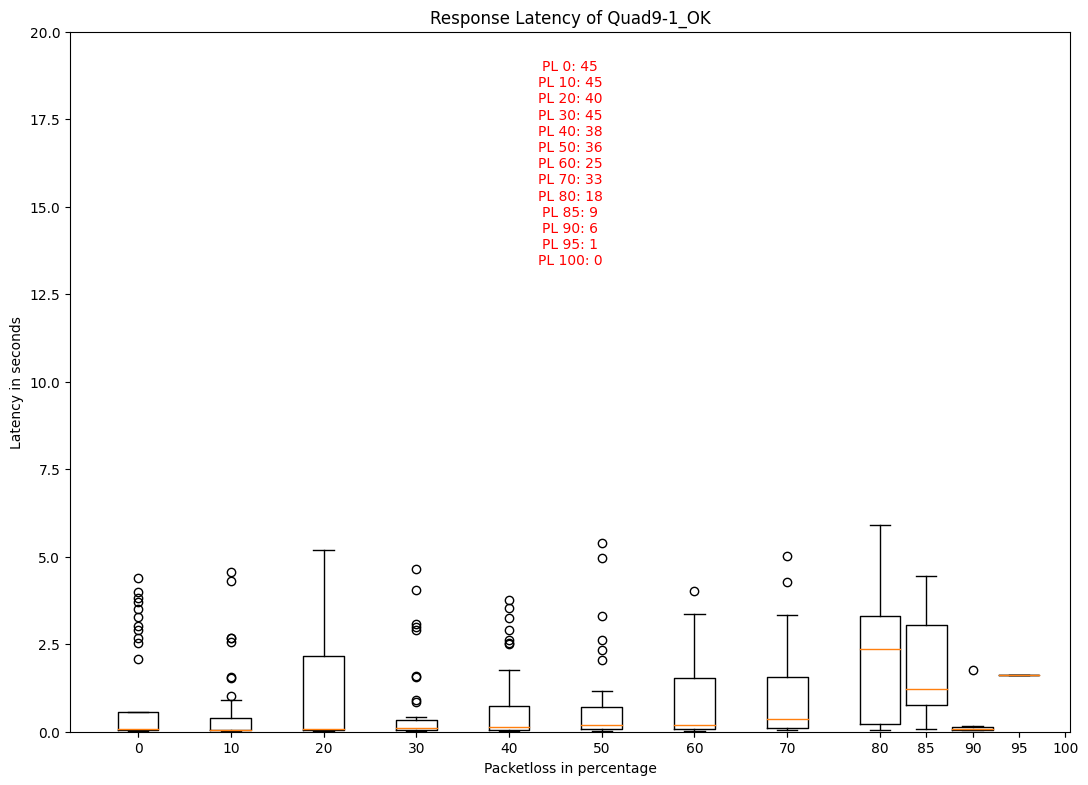 Response Latency of Quad9-1_OK
20.0
17.5
15.0
12.5
10.0
7.5
5.0
2.5
0.0
Latency in seconds
PL 0: 45
PL 10: 45
PL 20: 40
PL 30: 45
PL 40: 38
PL 50: 36
PL 60: 25
PL 70: 33
PL 80: 18
PL 85: 9
PL 90: 6
PL 95: 1
PL 100: 0
0 10 20 30 40 50 60 70 80 85 90 95 100
Packetloss in percentage